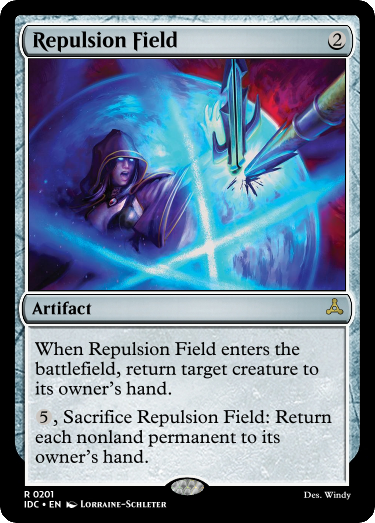 Repulsion Field 2
Artifact
When Repulsion Field enters the
battlefield, return target creature to
its owner's hand.
5, Sacrifice Repulsion Field: Return
each nonland permanent to its
owner's hand.
R 0201
IDC • EN Lorraine-Schleter
Des. Windy